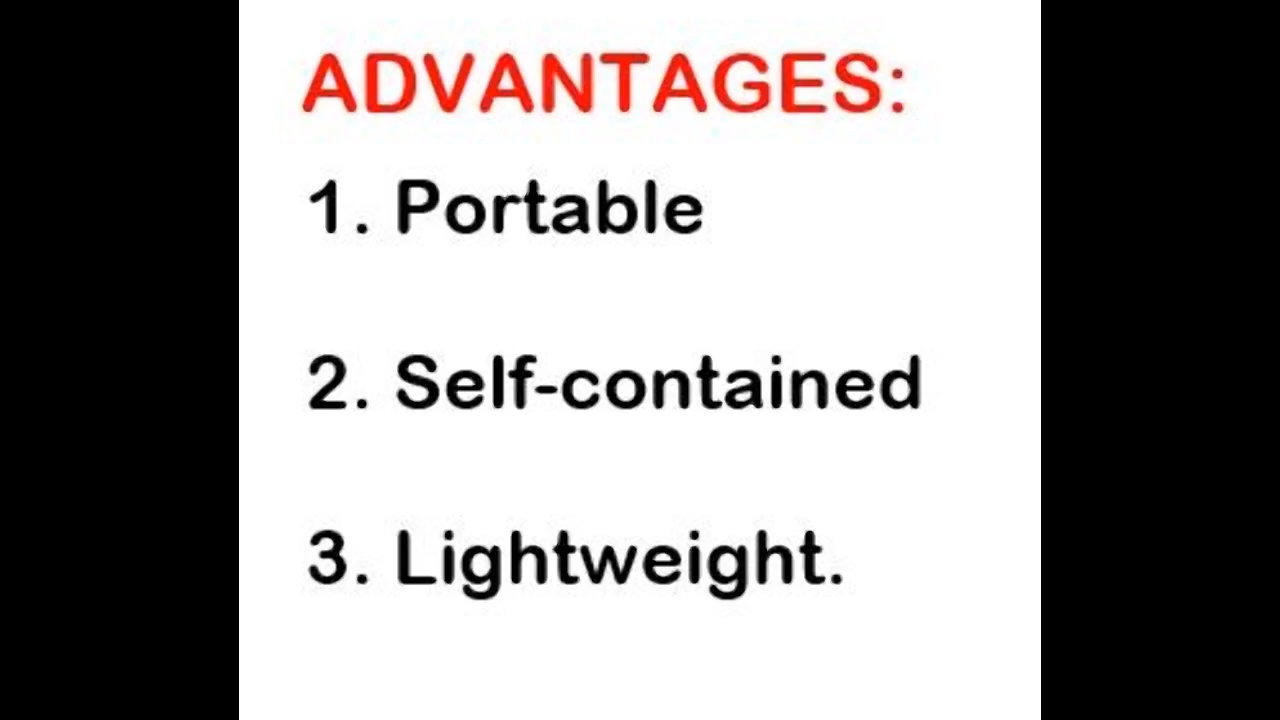 ADVANTAGES:
1. Portable
2. Self-contained
3. Lightweight.